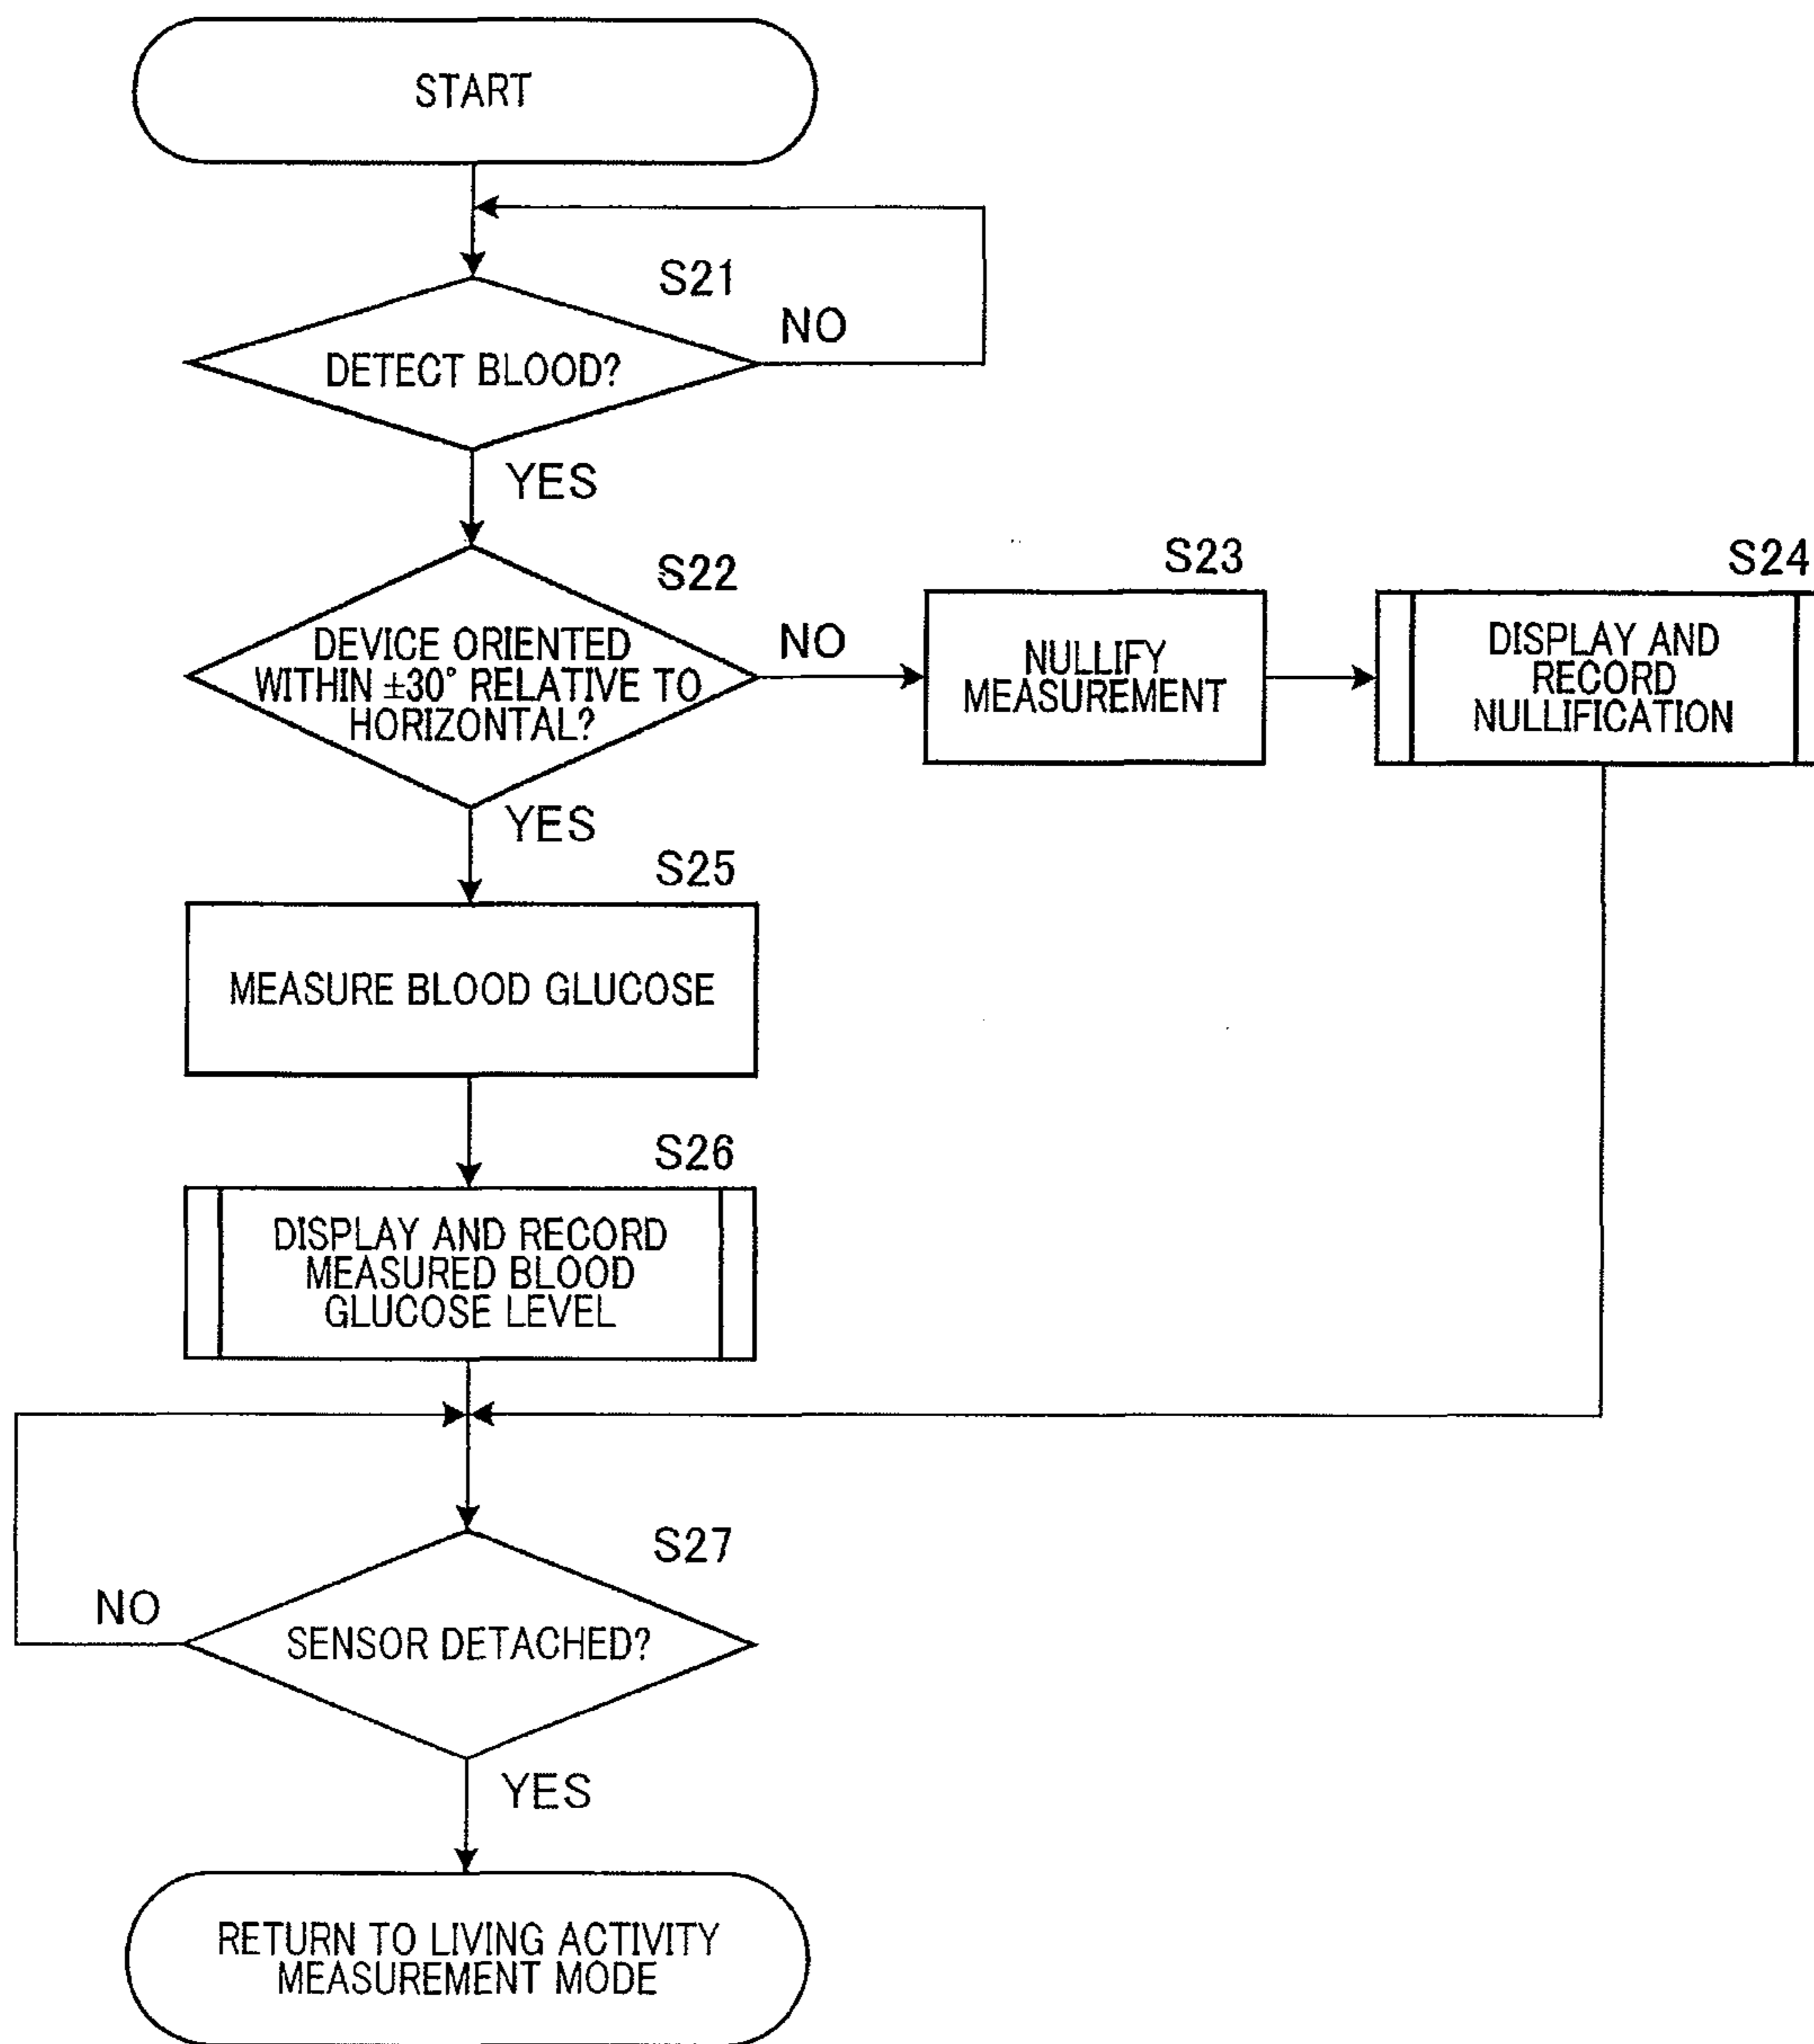 START
S21
NO
DETECT BLOOD?
YES
S22
DEVICE ORIENTED
WITHIN ±30° RELATIVE TO
HORIZONTAL?
NO
S23
NULLIFY
MEASUREMENT
S24
DISPLAY AND
RECORD
NULLIFICATION
YES
S25
MEASURE BLOOD GLUCOSE
S26
DISPLAY AND RECORD
MEASURED BLOOD
GLUCOSE LEVEL
S27
NO
SENSOR DETACHED?
YES
RETURN TO LIVING ACTIVITY
MEASUREMENT MODE